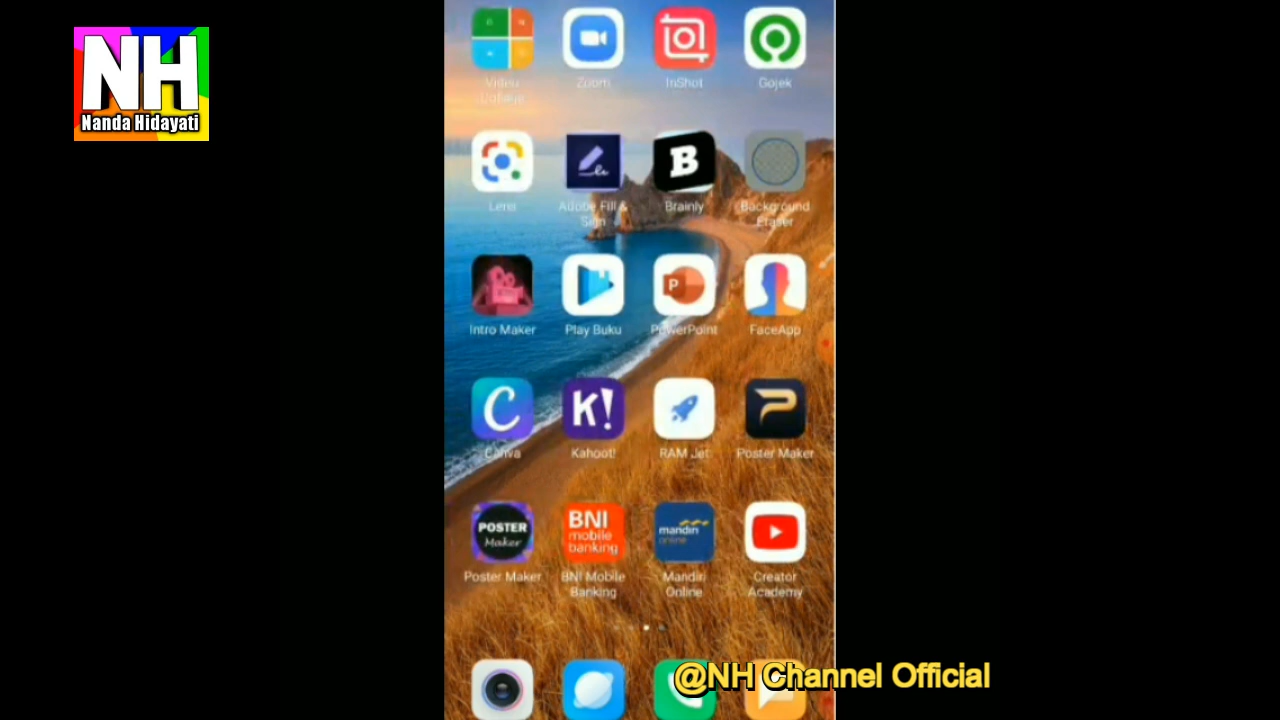 NH
Nanda Hidayati
Video
Collage
Zoom
InShot
Gojek
Lens
Adobe Fill &
Sign
B
Brainly
Background
Eraser
Intro Maker
Play Buku
P
PowerPoint
FaceApp
C
Canva
K!
Kahoot!
RAM Jet
P
Poster Maker
POSTER
Maker
Poster Maker
BNI
mobile
banking
BNI Mobile
Banking
mandiri
online
Mandiri
Online
Creator
Academy
@NH Channel Official